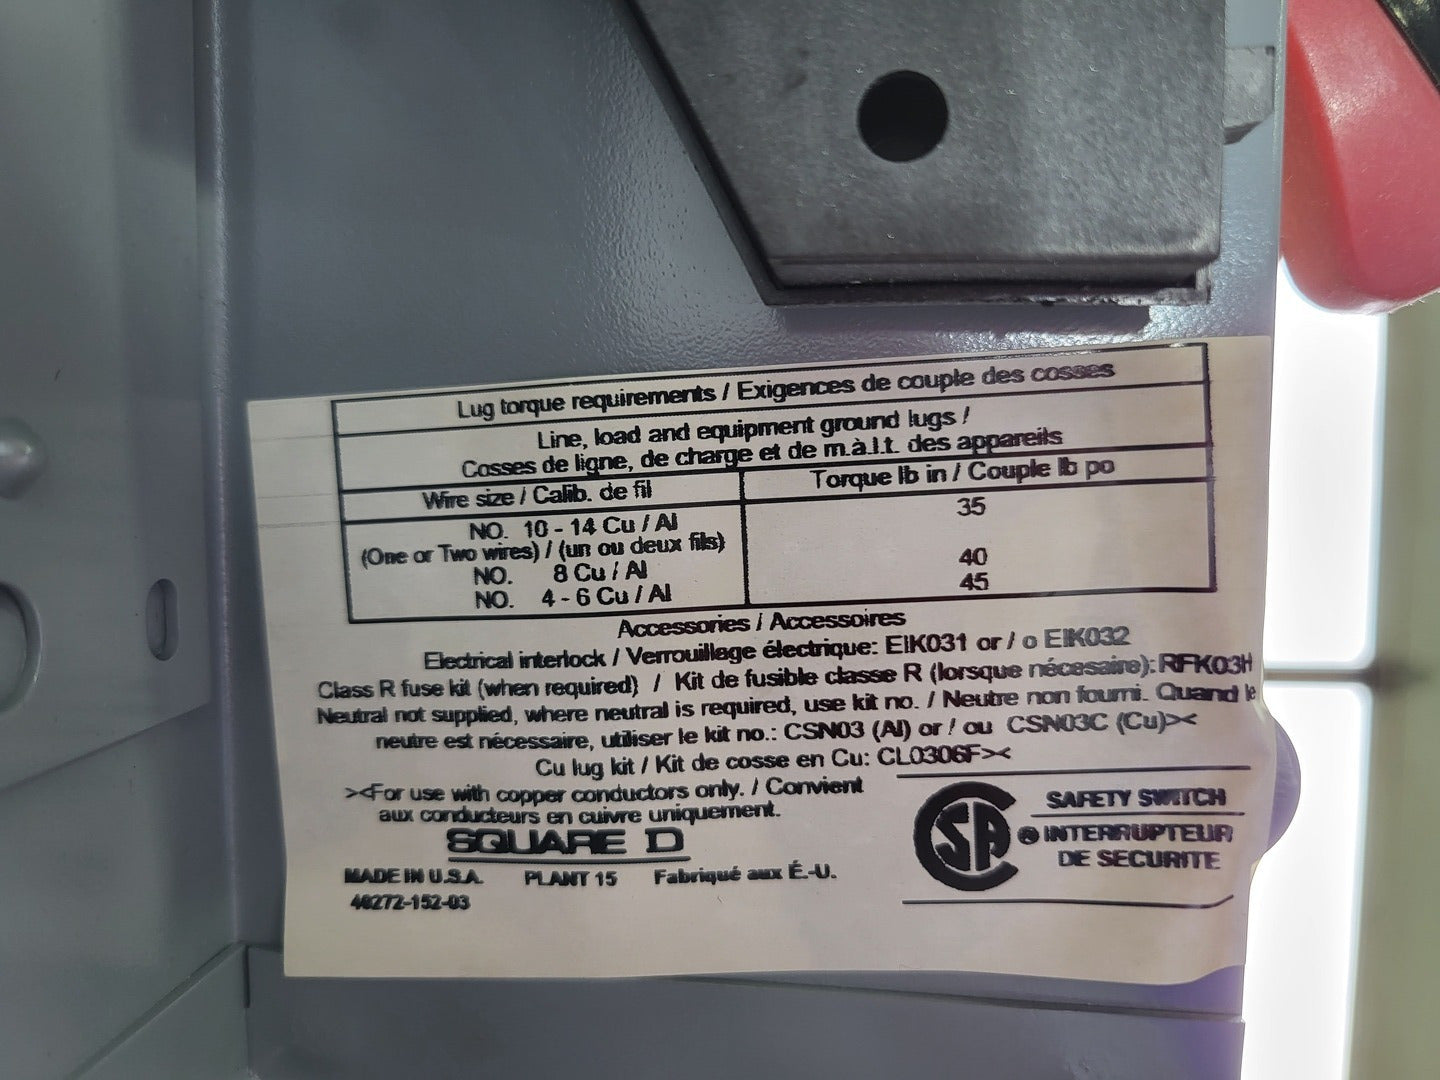 Lug torque requirements / Exigences de couple des cosses
Line, load and equipment ground lugs /
Cosses de ligne, de charge et de m.à.l.t. des appareils
Wire size / Calib. de fil
Torque lb in / Couple lb po
NO. 10 - 14 Cu / Al
35
(One or Two wires) / (un ou deux fils)
NO. 8 Cu / Al
40
NO. 4 - 6 Cu / Al
45
Accessories / Accessoires
Electrical interlock / Verrouillage électrique: EIK031 or / o EIK032
Class R fuse kit (when required) / Kit de fusible classe R (lorsque nécesaire): RFK03H
Neutral not supplied, where neutral is required, use kit no. / Neutre non fourni. Quand le
neutre est nécessaire, utiliser le kit no.: CSN03 (Al) or / ou CSN03C (Cu)><
Cu lug kit / Kit de cosse en Cu: CL0306F><
><For use with copper conductors only. / Convient
aux conducteurs en cuivre uniquement.
SQUARE D
MADE IN U.S.A. PLANT 15 Fabriqué aux É.-U.
40272-152-03
CSA
®
SAFETY SWITCH
INTERRUPTEUR
DE SECURITE